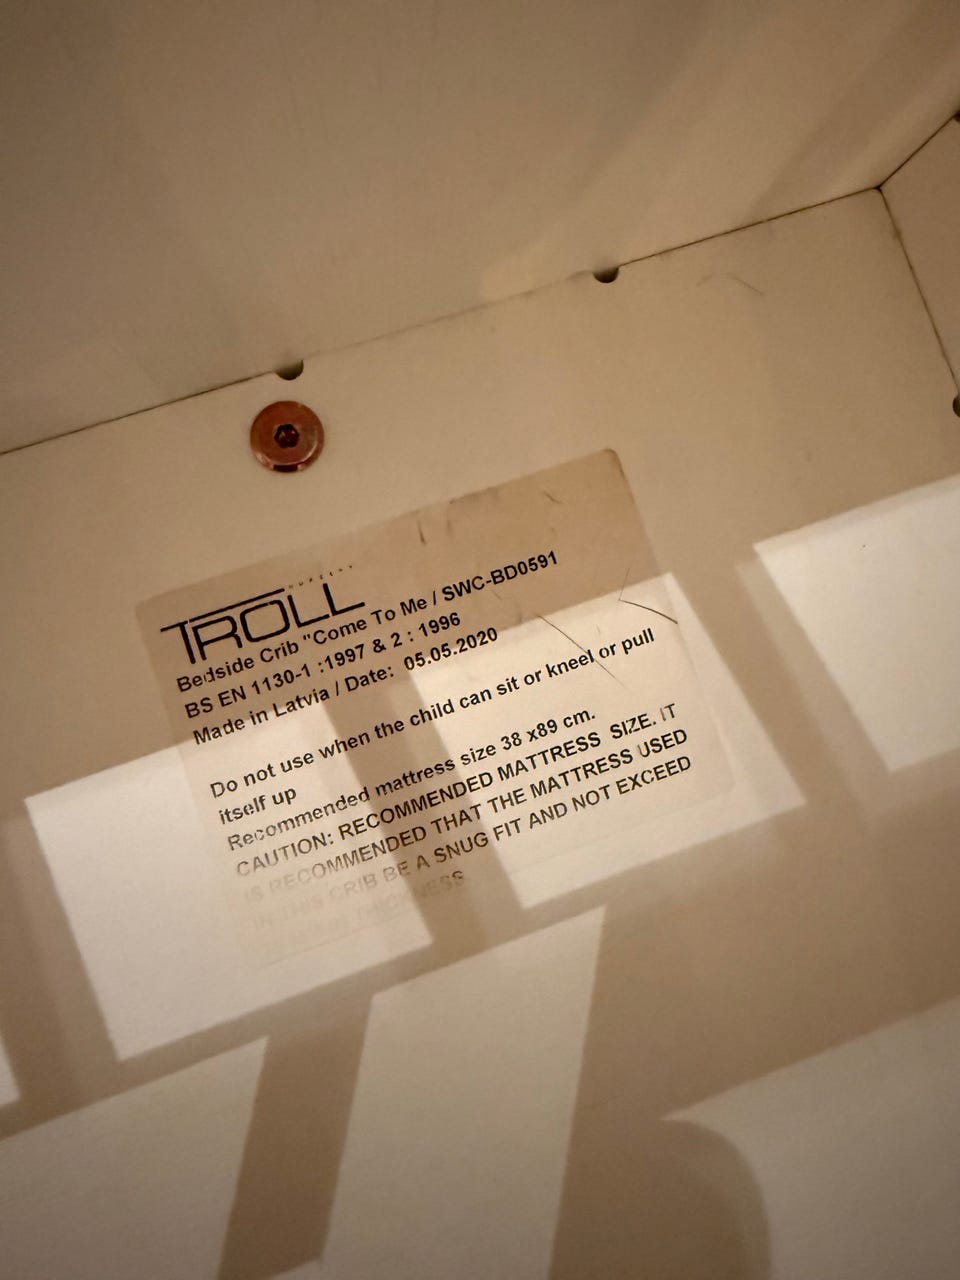 NURSERY
TROLL
Bedside Crib "Come To Me / SWC-BD0591
BS EN 1130-1 :1997 & 2 : 1996
Made in Latvia / Date: 05.05.2020
Do not use when the child can sit or kneel or pull
itself up
Recommended mattress size 38 x89 cm.
CAUTION: RECOMMENDED MATTRESS SIZE. IT
IS RECOMMENDED THAT THE MATTRESS USED
IN THIS CRIB BE A SNUG FIT AND NOT EXCEED
IN THICKNESS